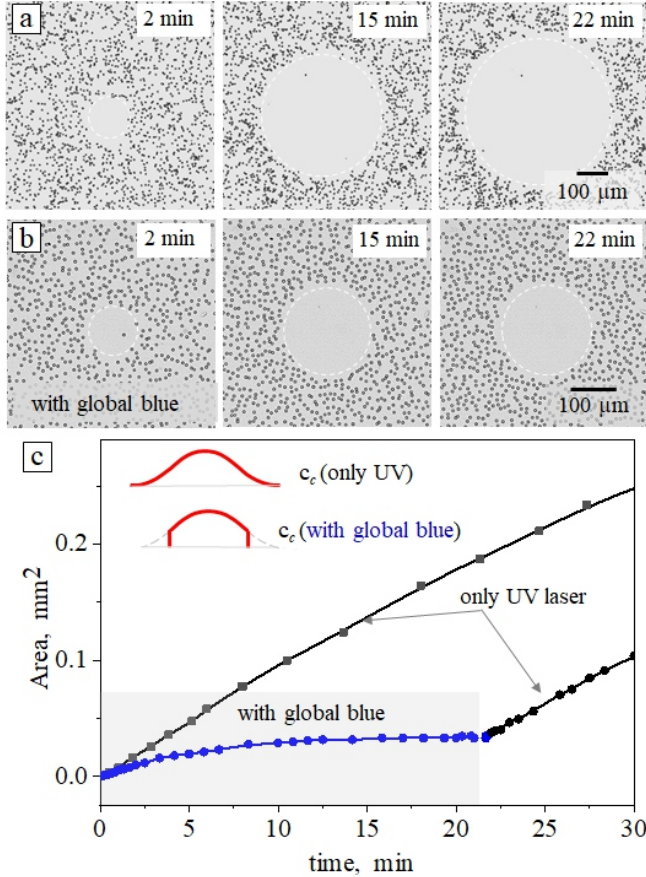 a
2 min
15 min
22 min
100 µm
b
2 min
15 min
22 min
with global blue
100 µm
c
c_c (only UV)
c_c (with global blue)
only UV laser
with global blue
Area, mm²
0.2
0.1
0.0
0
5
10
15
20
25
30
time, min